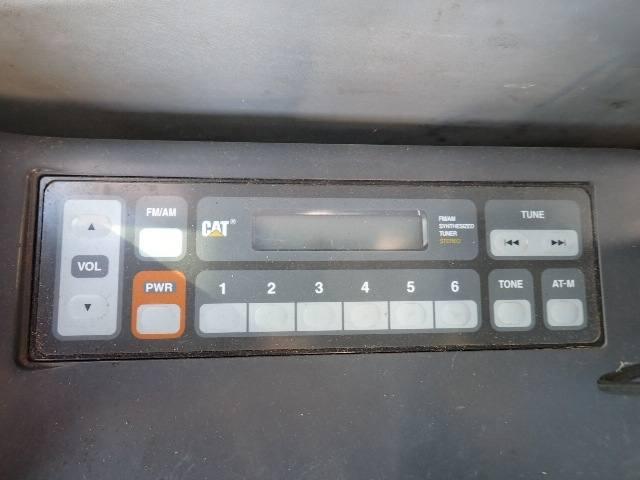 FM/AM
CAT®
FM/AM
SYNTHESIZED
TUNER
STEREO
TUNE
VOL
PWR
1 2 3 4 5 6
TONE
AT-M